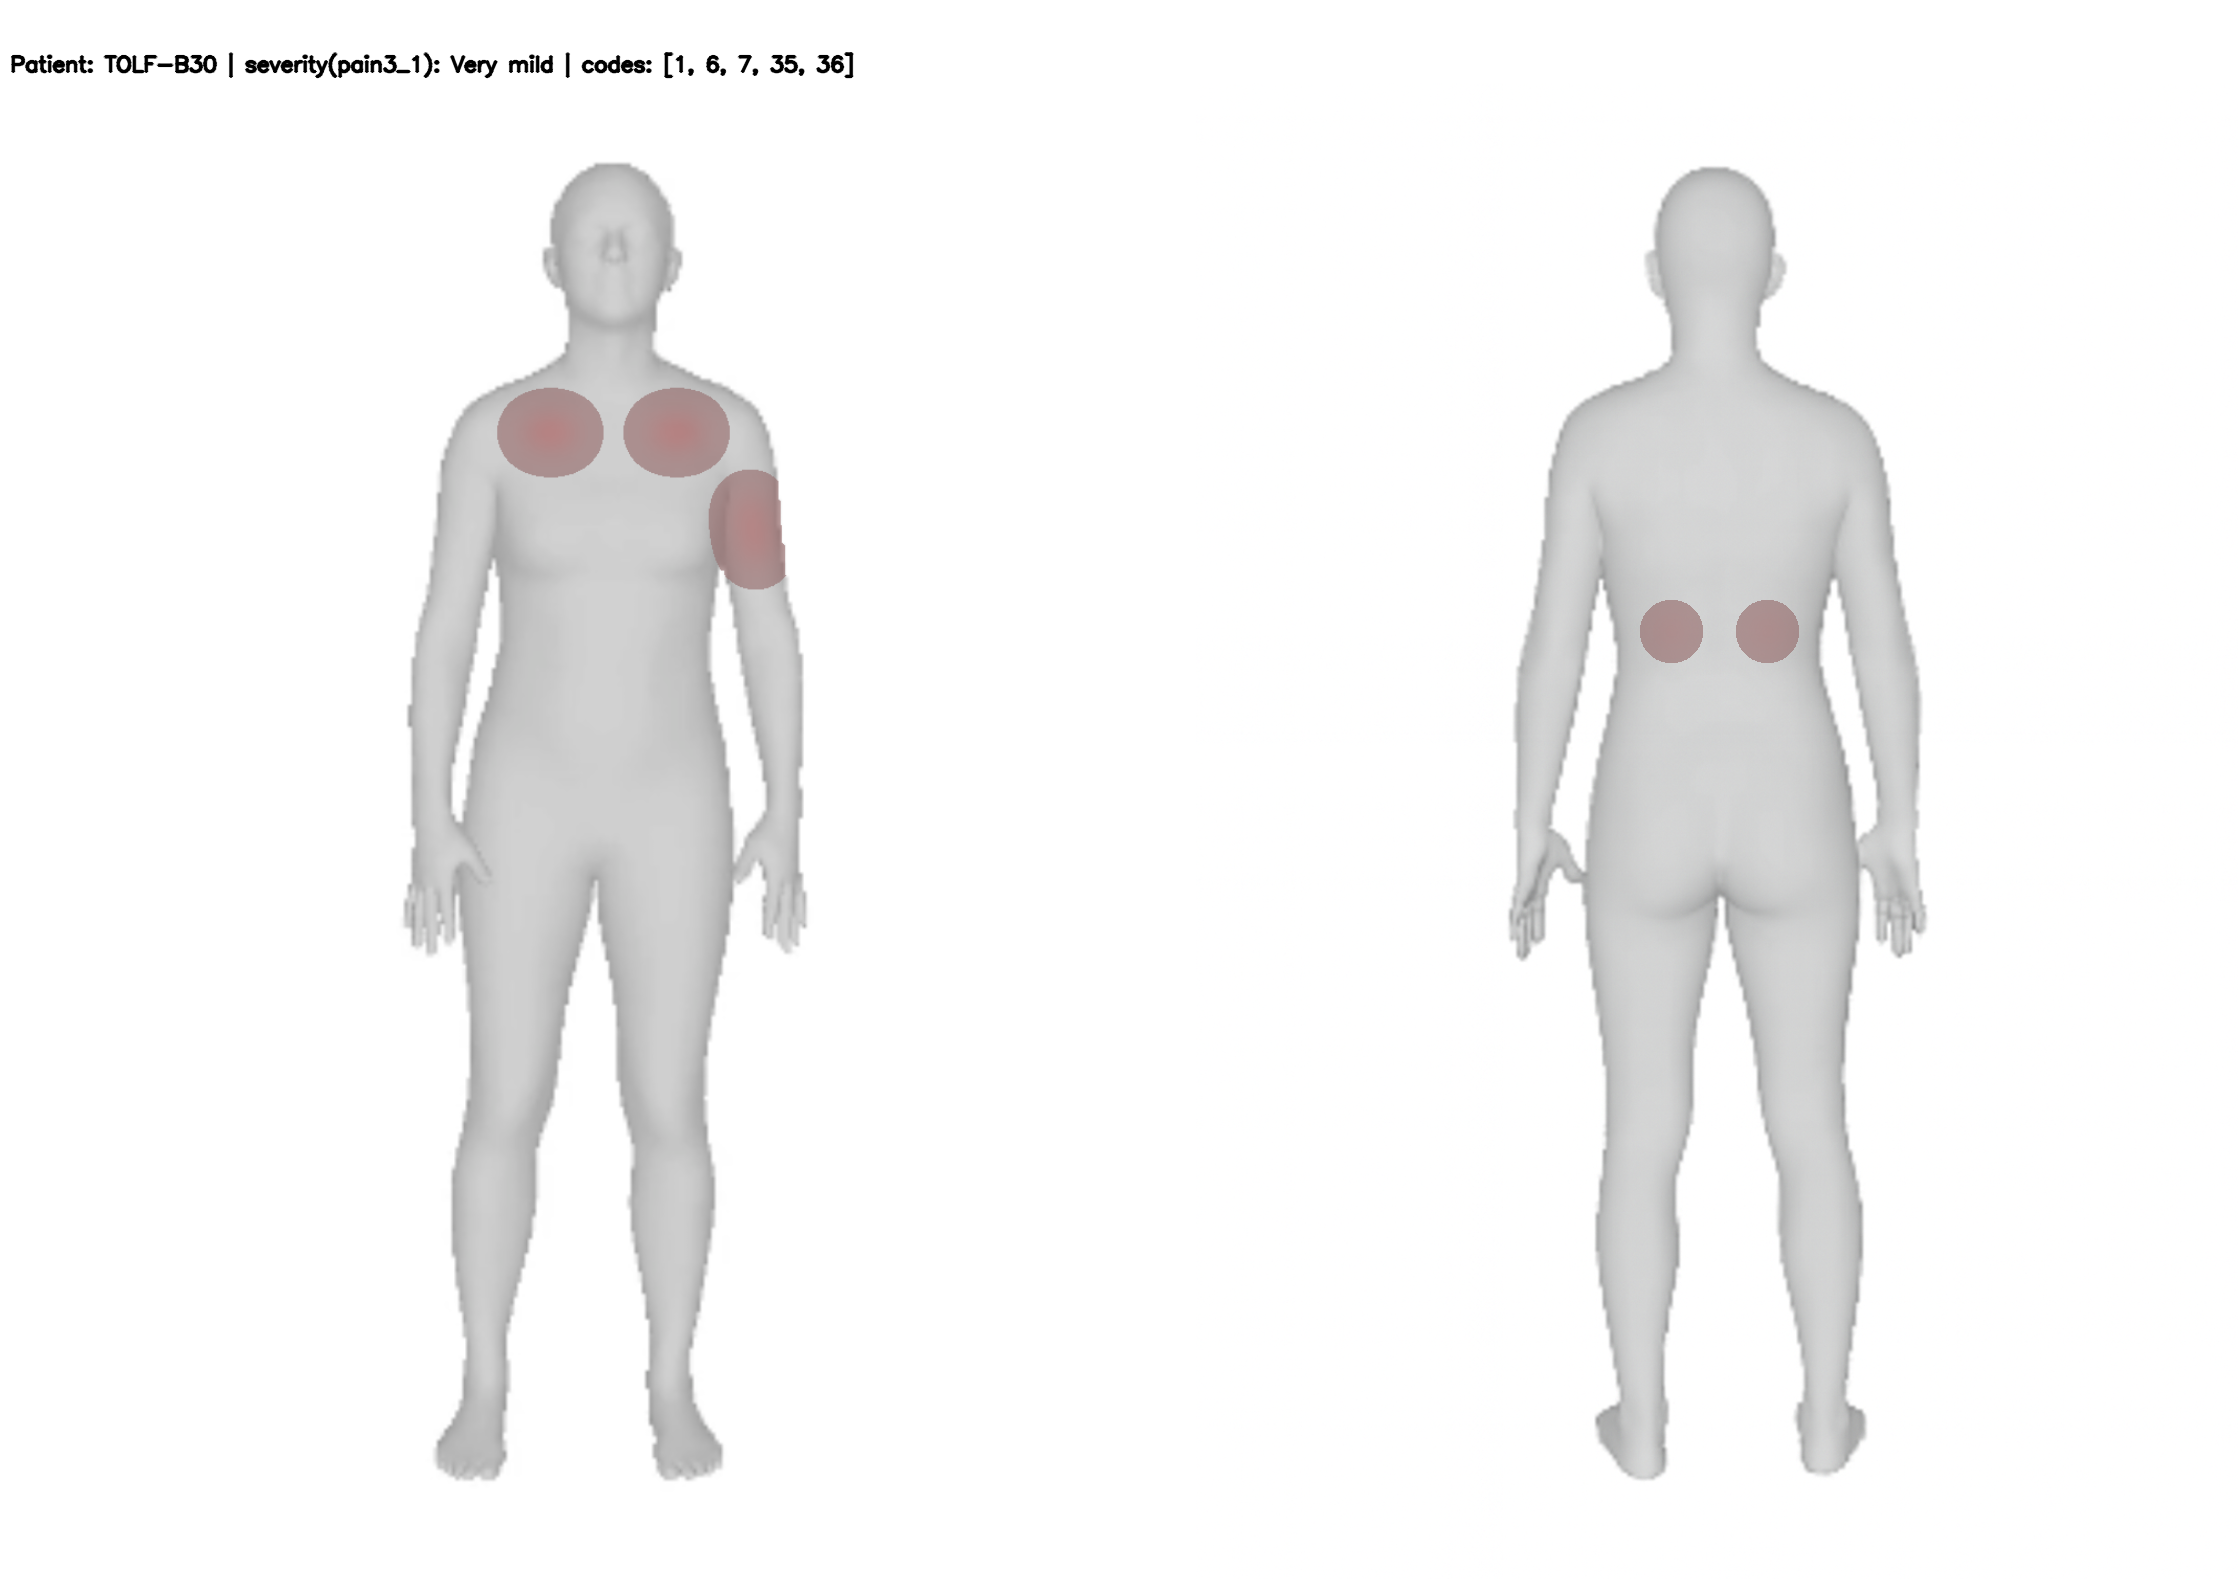 Patient: TOLF-B30 | severity(pain3_1): Very mild | codes: [1, 6, 7, 35, 36]